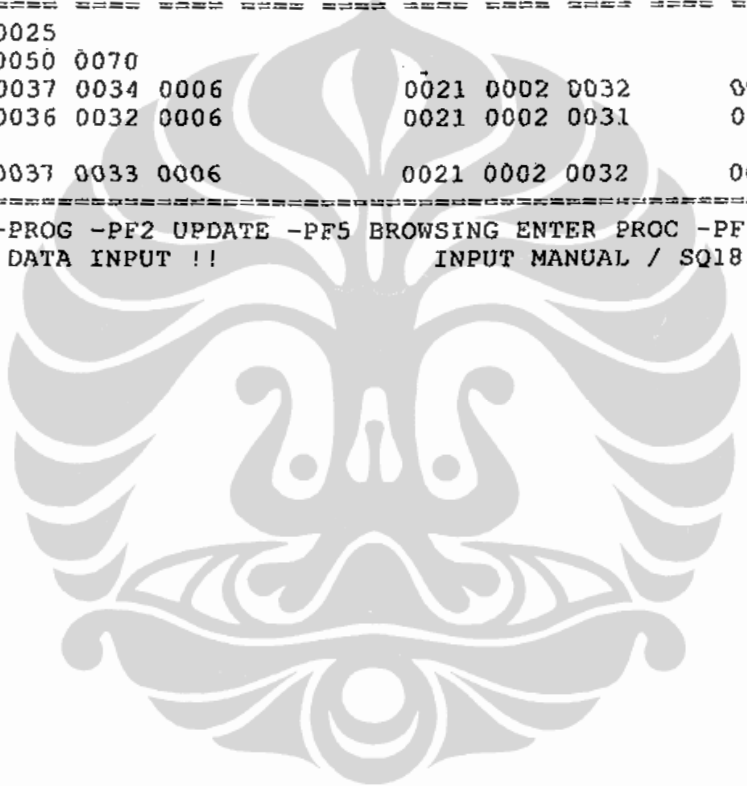 ==== ==== ==== ==== ==== ==== ==== ==== ====
0025
0050 0070
0037 0034 0006 0021 0002 0032
0036 0032 0006 0021 0002 0031
0037 0033 0006 0021 0002 0032
==========================================
-PROG -PF2 UPDATE -PF5 BROWSING ENTER PROC -PF
DATA INPUT !! INPUT MANUAL / SQ18